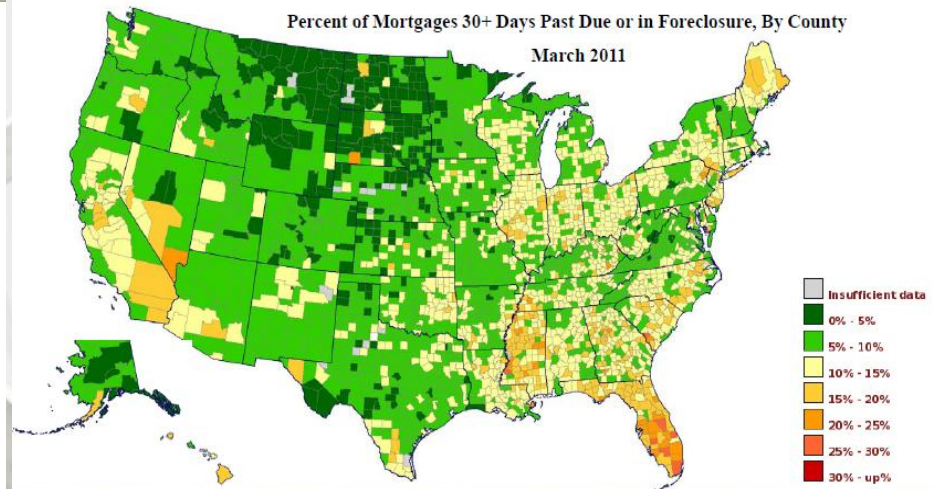 Percent of Mortgages 30+ Days Past Due or in Foreclosure, By County
March 2011
Insufficient data
0% - 5%
5% - 10%
10% - 15%
15% - 20%
20% - 25%
25% - 30%
30% - up%